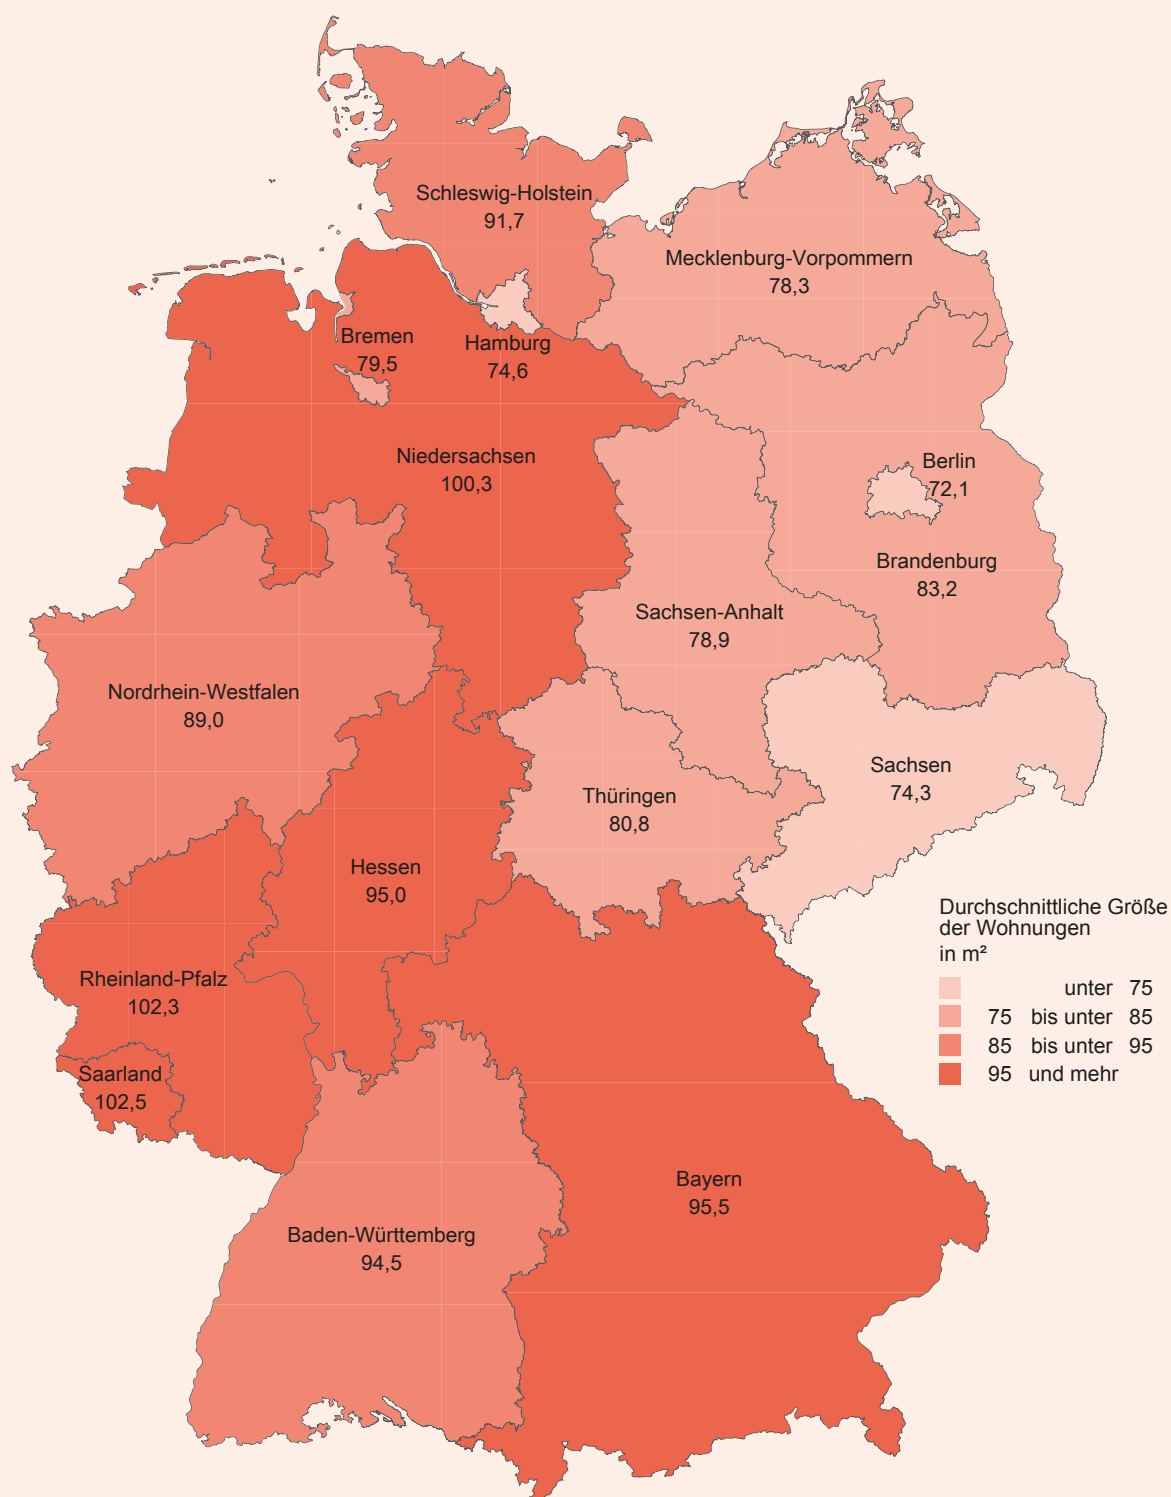 Schleswig-Holstein
91,7
Mecklenburg-Vorpommern
78,3
Bremen
79,5
Hamburg
74,6
Niedersachsen
100,3
Berlin
72,1
Brandenburg
83,2
Sachsen-Anhalt
78,9
Nordrhein-Westfalen
89,0
Sachsen
74,3
Thüringen
80,8
Hessen
95,0
Rheinland-Pfalz
102,3
Saarland
102,5
Bayern
95,5
Baden-Württemberg
94,5
Durchschnittliche Größe
der Wohnungen
in m²
unter 75
75 bis unter 85
85 bis unter 95
95 und mehr